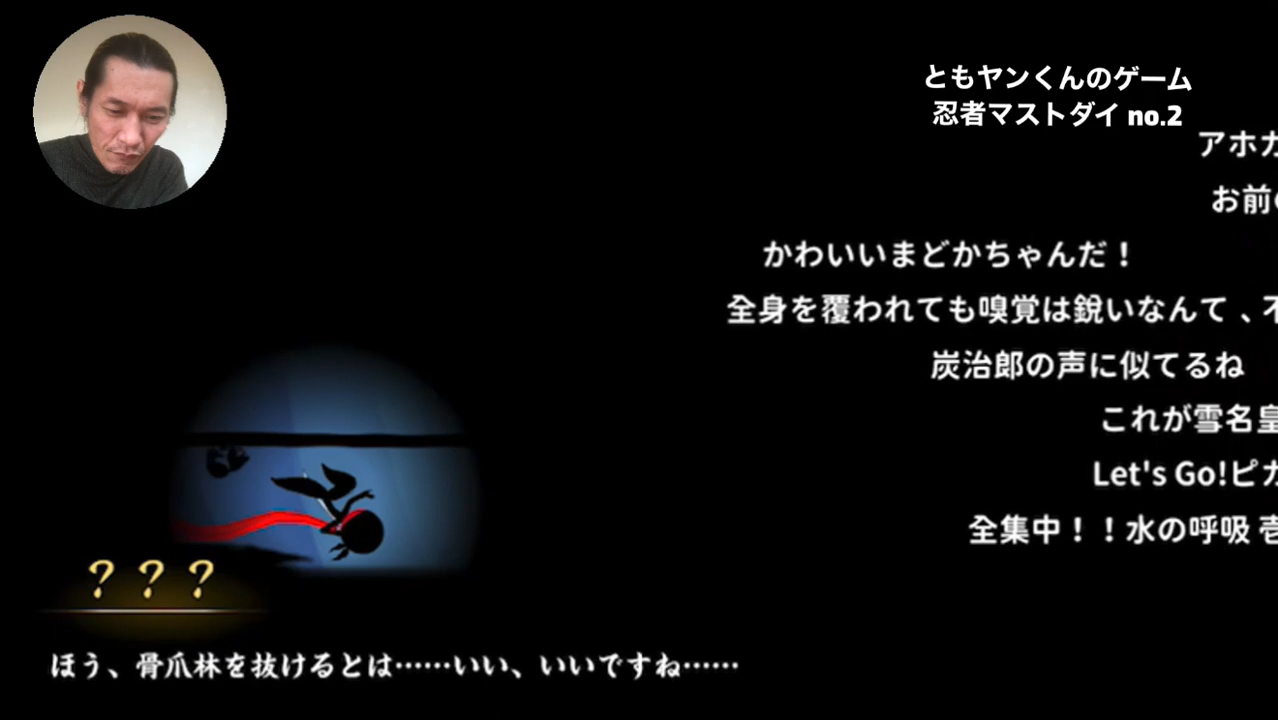 ともヤンくんのゲーム
忍者マストダイ no.2
アホ
お前
かわいいまどかちゃんだ！
全身を覆われても嗅覚は鋭いなんて、
炭治郎の声に似てるね
これが雪名皇
Let's Go!ピカ
全集中！！水の呼吸 壱
？？？
ほう、骨爪林を抜けるとは……いい、いいですね……